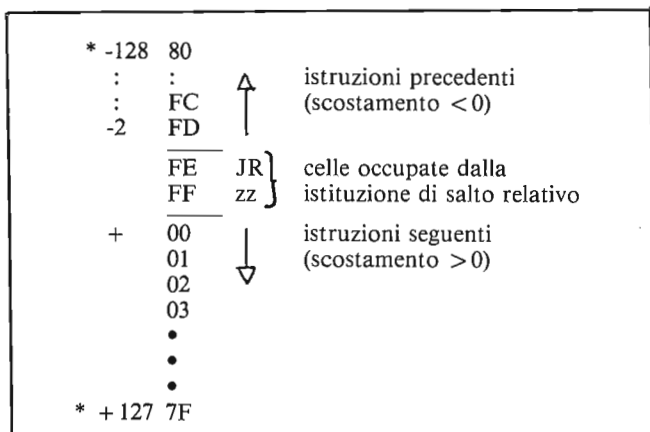 * -128 80
: : istruzioni precedenti
: FC (scostamento <0)
-2 FD
FE JR } celle occupate dalla
FF zz } istituzione di salto relativo
+ 00 istruzioni seguenti
01 (scostamento >0)
02
03
•
•
•
* +127 7F